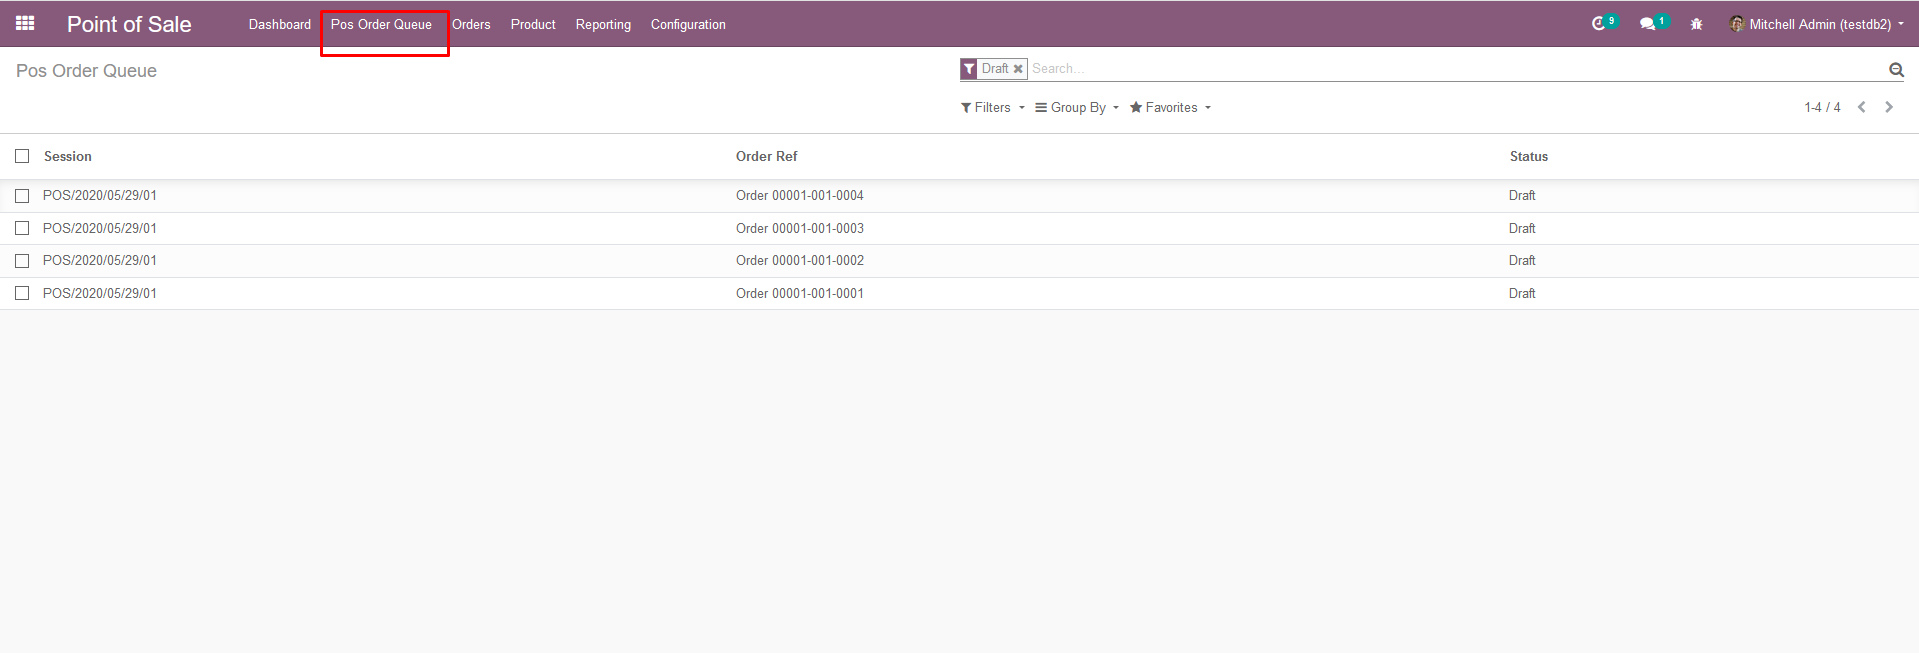 Point of Sale Dashboard Pos Order Queue Orders Product Reporting Configuration 9 1 Mitchell Admin (testdb2)
Pos Order Queue Draft Search...
Filters Group By Favorites 1-4 / 4
Session Order Ref Status
POS/2020/05/29/01 Order 00001-001-0004 Draft
POS/2020/05/29/01 Order 00001-001-0003 Draft
POS/2020/05/29/01 Order 00001-001-0002 Draft
POS/2020/05/29/01 Order 00001-001-0001 Draft